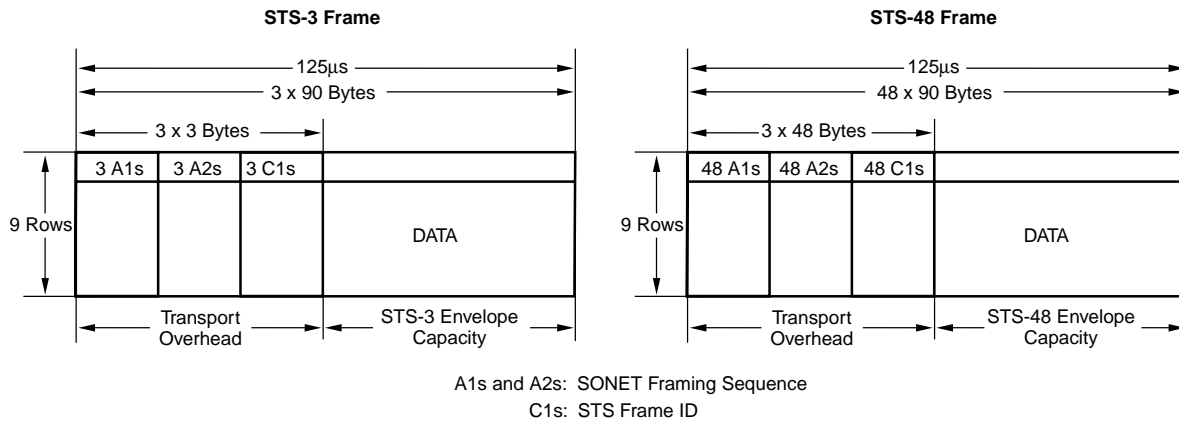 STS-3 Frame
125μs
3 x 90 Bytes
3 x 3 Bytes
3 A1s 3 A2s 3 C1s
9 Rows
DATA
Transport
Overhead
STS-3 Envelope
Capacity
STS-48 Frame
125μs
48 x 90 Bytes
3 x 48 Bytes
48 A1s 48 A2s 48 C1s
9 Rows
DATA
Transport
Overhead
STS-48 Envelope
Capacity
A1s and A2s: SONET Framing Sequence
C1s: STS Frame ID